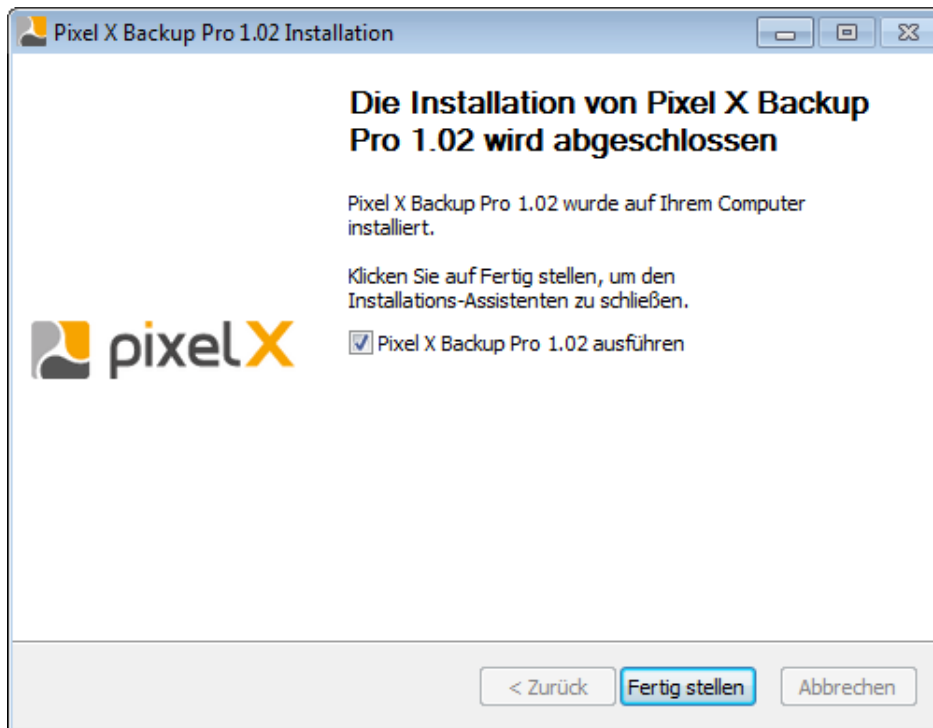 Pixel X Backup Pro 1.02 Installation
Die Installation von Pixel X Backup
Pro 1.02 wird abgeschlossen
Pixel X Backup Pro 1.02 wurde auf Ihrem Computer
installiert.
Klicken Sie auf Fertig stellen, um den
Installations-Assistenten zu schließen.
pixelX
Pixel X Backup Pro 1.02 ausführen
< Zurück
Fertig stellen
Abbrechen